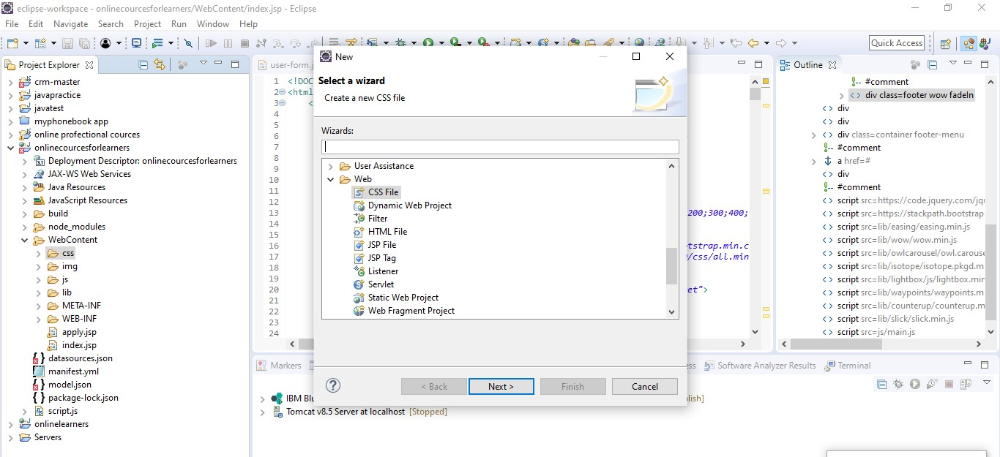 eclipse-workspace - onlinecourcesforlearners/WebContent/index.jsp - Eclipse
File Edit Navigate Search Project Run Window Help
Quick Access
Project Explorer
crm-master
javapractice
javatest
myphonebook app
online profectional cources
onlinecourcesforlearners
Deployment Descriptor: onlinecourcesforlearners
JAX-WS Web Services
Java Resources
JavaScript Resources
build
node_modules
WebContent
css
img
js
lib
META-INF
WEB-INF
apply.jsp
index.jsp
datasources.json
manifest.yml
model.json
package-lock.json
script.js
onlinelearners
Servers
user-form.j
1 <!DOC
2 <html
3 <
4
5
6
7
8
9
10
11
12
13 200;300;400;
14
15
16 tstrap.min.c
17 /css/all.min
18
19
20 et">
21
22
23
24
New
Select a wizard
Create a new CSS file
Wizards:
User Assistance
Web
CSS File
Dynamic Web Project
Filter
HTML File
JSP File
JSP Tag
Listener
Servlet
Static Web Project
Web Fragment Project
? < Back Next > Finish Cancel
Outline
#comment
div class=footer wow fadeIn
div
div
div class=container footer-menu
#comment
a href=#
div
#comment
script src=https://code.jquery.com/jq
script src=https://stackpath.bootstrap
script src=lib/easing/easing.min.js
script src=lib/wow/wow.min.js
script src=lib/owlcarousel/owl.carouse
script src=lib/isotope/isotope.pkgd.m
script src=lib/lightbox/js/lightbox.min
script src=lib/waypoints/waypoints.m
script src=lib/counterup/counterup.m
script src=lib/slick/slick.min.js
script src=js/main.js
Markers ess Software Analyzer Results Terminal
IBM Blu lish]
Tomcat v8.5 Server at localhost [Stopped]